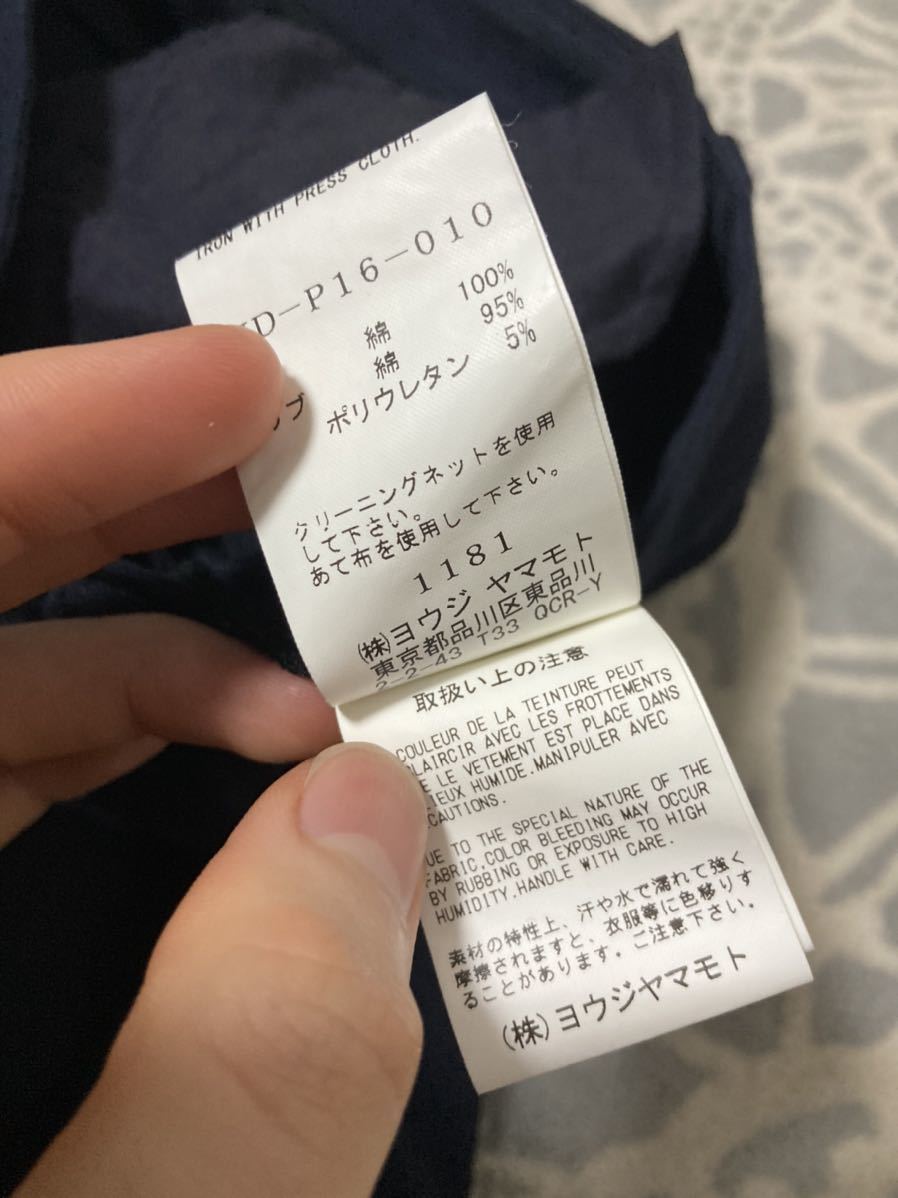 IRON WITH PRESS CLOTH.
D-P16-010
綿 100%
綿 95%
ブ ポリウレタン 5%
クリーニングネットを使用
して下さい。
あて布を使用して下さい。
1181
(株)ヨウジ ヤマモト
東京都品川区東品川
2-2-43 T33 QCR-Y
取扱い上の注意
COULEUR DE LA TEINTURE PEUT
LAIRCIR AVEC LES FROTTEMENTS
E LE VETEMENT EST PLACE DANS
IEUX HUMIDE.MANIPULER AVEC
CAUTIONS.
UE TO THE SPECIAL NATURE OF THE
FABRIC,COLOR BLEEDING MAY OCCUR
BY RUBBING OR EXPOSURE TO HIGH
HUMIDITY.HANDLE WITH CARE.
素材の特性上、汗や水で濡れて強く
摩擦されますと、衣服等に色移りす
ることがあります。ご注意下さい。
(株)ヨウジヤマモト